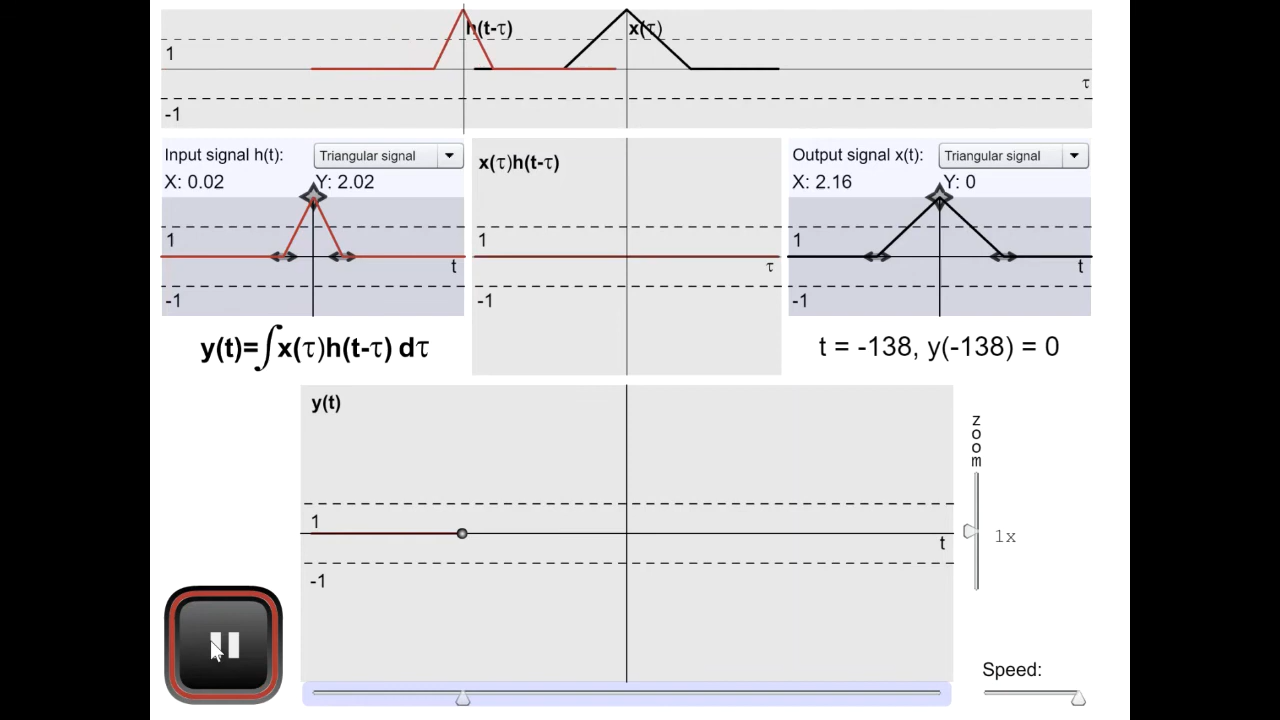 h(t-τ)
x(τ)
1
τ
-1
Input signal h(t):
Triangular signal
X: 0.02
Y: 2.02
1
t
-1
x(τ)h(t-τ)
1
τ
-1
Output signal x(t):
Triangular signal
X: 2.16
Y: 0
1
t
-1
y(t)=∫x(τ)h(t-τ) dτ
t = -138, y(-138) = 0
y(t)
1
t
-1
zoom
1x
Speed: